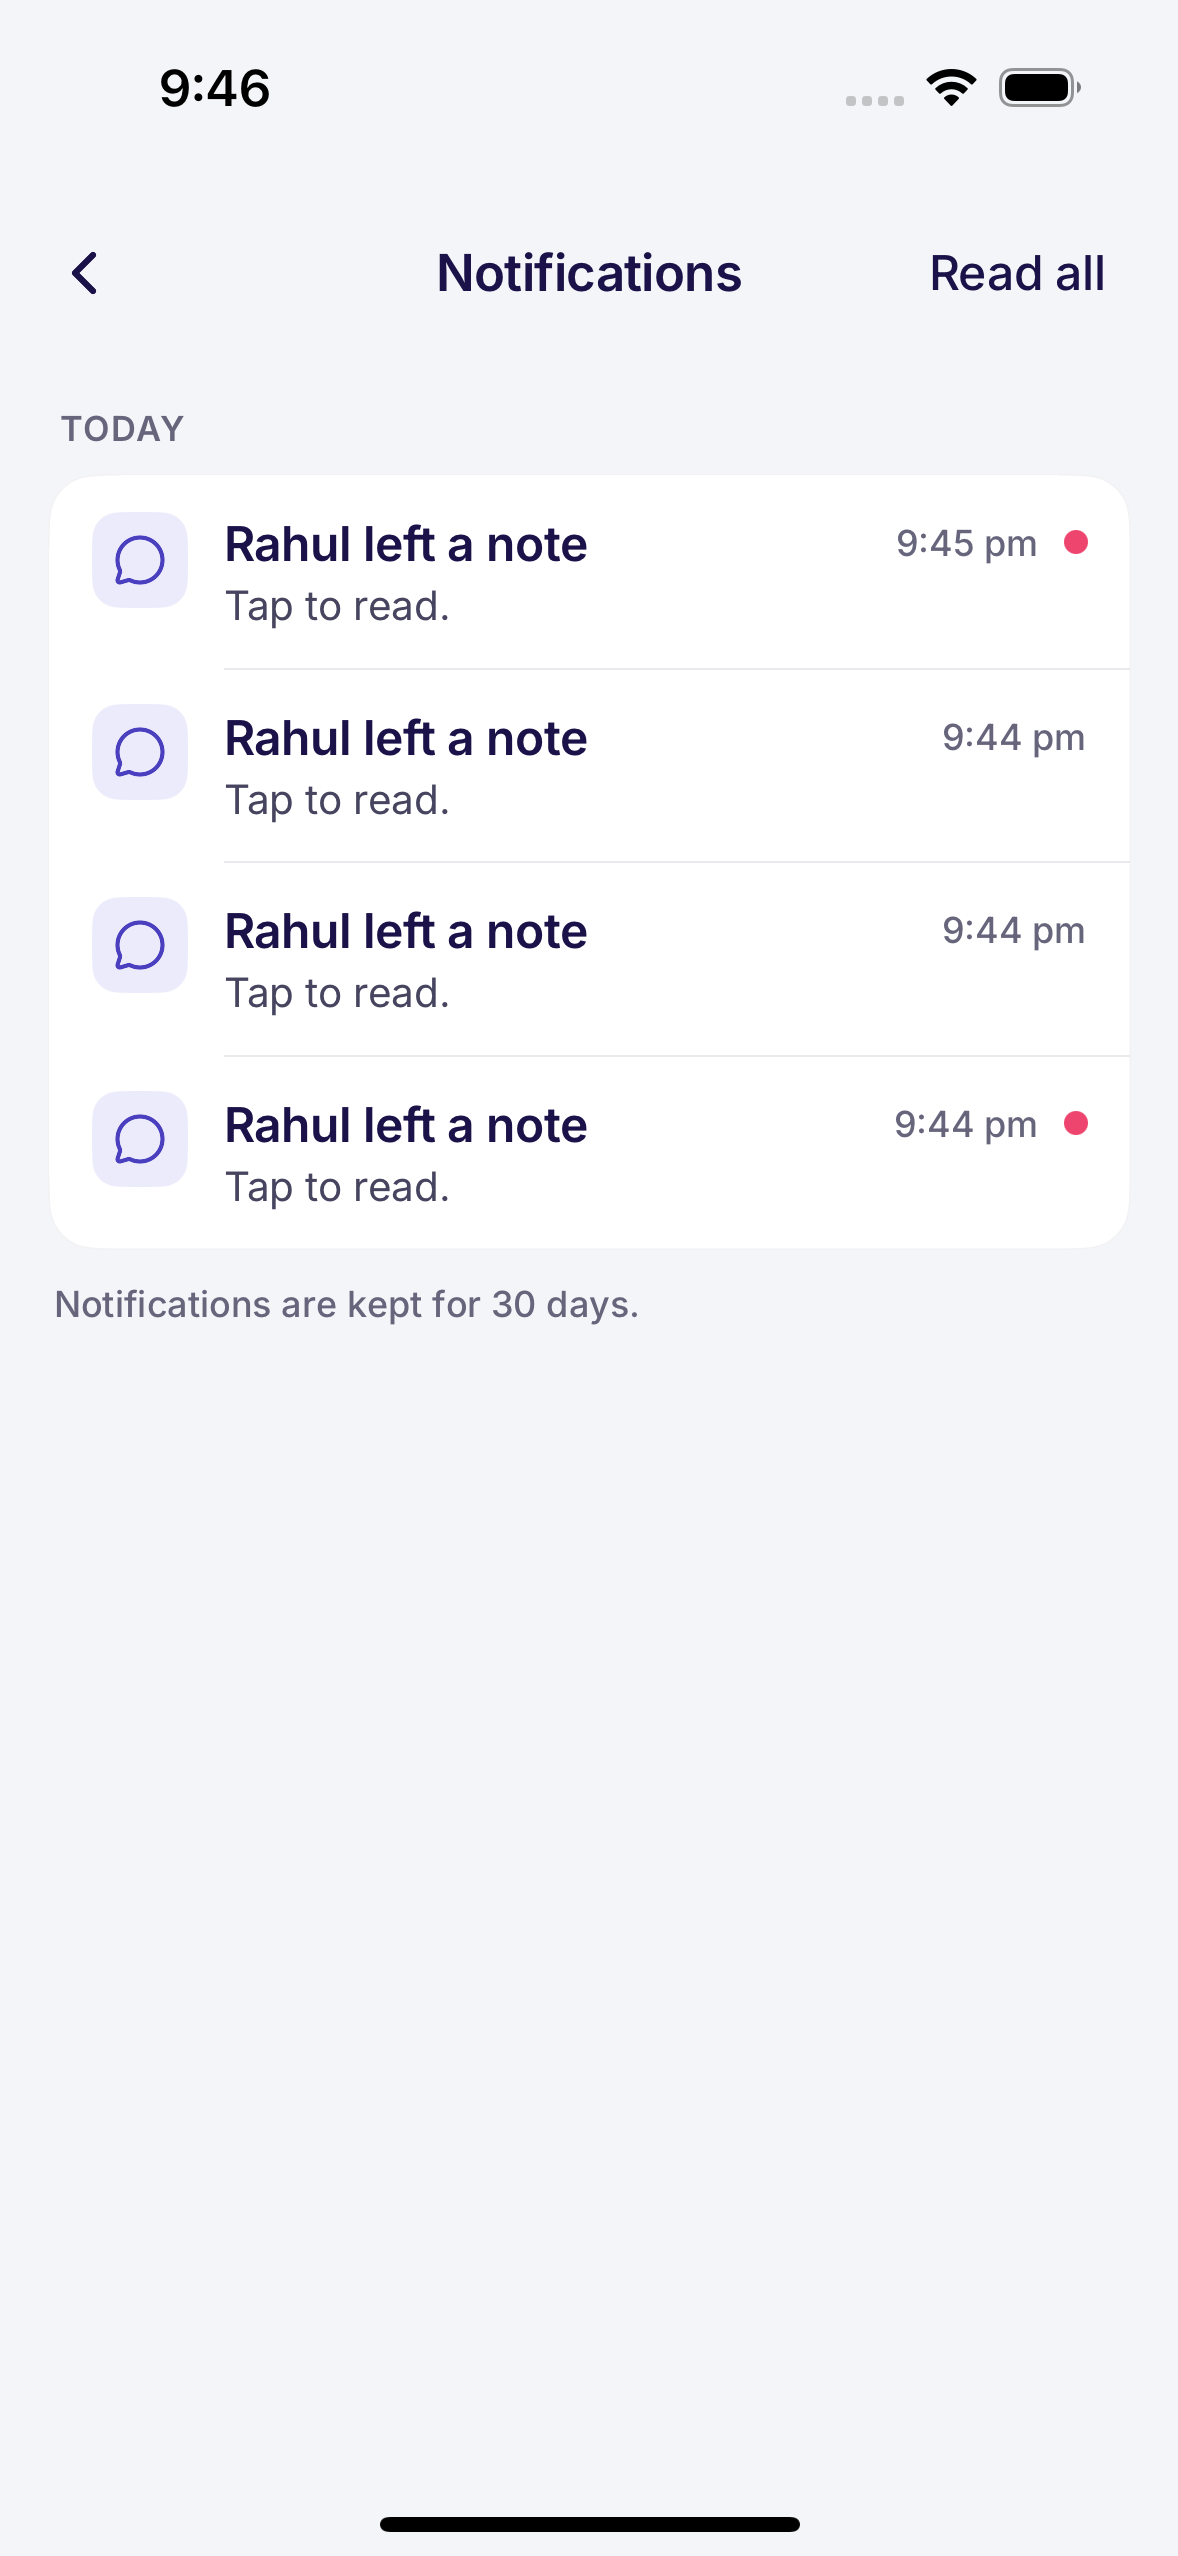 9:46
Notifications
Read all
TODAY
Rahul left a note
9:45 pm
Tap to read.
Rahul left a note
9:44 pm
Tap to read.
Rahul left a note
9:44 pm
Tap to read.
Rahul left a note
9:44 pm
Tap to read.
Notifications are kept for 30 days.